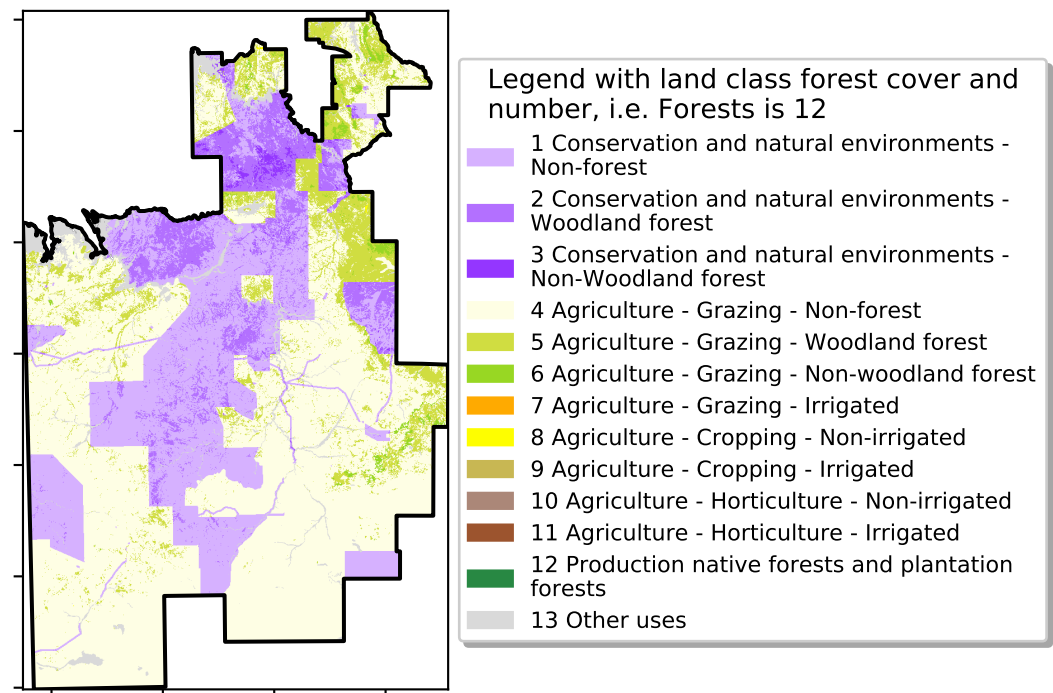 Legend with land class forest cover and
number, i.e. Forests is 12
1 Conservation and natural environments -
Non-forest
2 Conservation and natural environments -
Woodland forest
3 Conservation and natural environments -
Non-Woodland forest
4 Agriculture - Grazing - Non-forest
5 Agriculture - Grazing - Woodland forest
6 Agriculture - Grazing - Non-woodland forest
7 Agriculture - Grazing - Irrigated
8 Agriculture - Cropping - Non-irrigated
9 Agriculture - Cropping - Irrigated
10 Agriculture - Horticulture - Non-irrigated
11 Agriculture - Horticulture - Irrigated
12 Production native forests and plantation
forests
13 Other uses